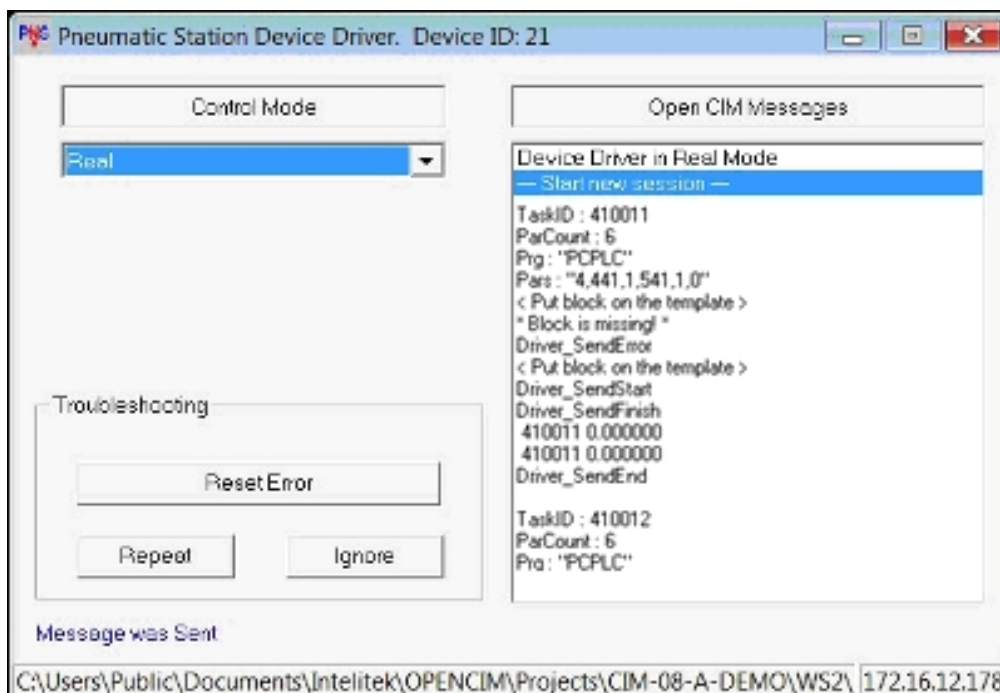 PNS Pneumatic Station Device Driver. Device ID: 21
Control Mode
Real
Troubleshooting
Reset Error
Repeat
Ignore
Message was Sent
Open CIM Messages
Device Driver in Real Mode
--- Start new session ---
TaskID : 410011
ParCount : 6
Prg : "PCPLC"
Pars : "4,441,1,541,1,0"
< Put block on the template >
* Block is missing! *
Driver_SendError
< Put block on the template >
Driver_SendStart
Driver_SendFinish
410011 0.000000
410011 0.000000
Driver_SendEnd
TaskID : 410012
ParCount : 6
Prg : "PCPLC"
C:\Users\Public\Documents\Intelitek\OPENCIM\Projects\CIM-08-A-DEMO\WS2\ 172.16.12.178